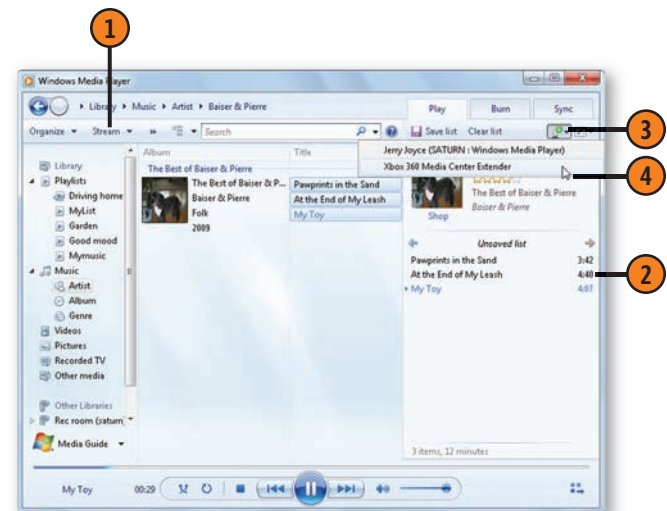 1
Windows Media Player
Library Music Artist Baiser & Pierre
Play Burn Sync
Organize Stream » Search Save list Clear list
3
Album Title
Jerry Joyce (SATURN : Windows Media Player)
Xbox 360 Media Center Extender
4
Library
Playlists
Driving home
MyList
Garden
Good mood
Mymusic
Music
Artist
Album
Genre
Videos
Pictures
Recorded TV
Other media
Other Libraries
Rec room (saturn)
Media Guide
The Best of Baiser & Pierre
The Best of Baiser & P...
Baiser & Pierre
Folk
2009
Pawprints in the Sand
At the End of My Leash
My Toy
The Best of Baiser & Pierre
Baiser & Pierre
Shop
Unsaved list
Pawprints in the Sand 3:42
At the End of My Leash 4:40
2
My Toy 4:07
3 items, 12 minutes
My Toy 00:29